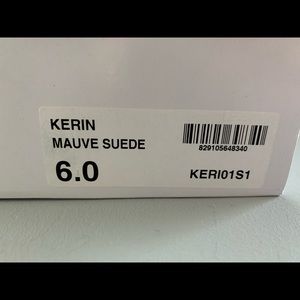 KERIN
MAUVE SUEDE
829105648340
6.0
KERI01S1